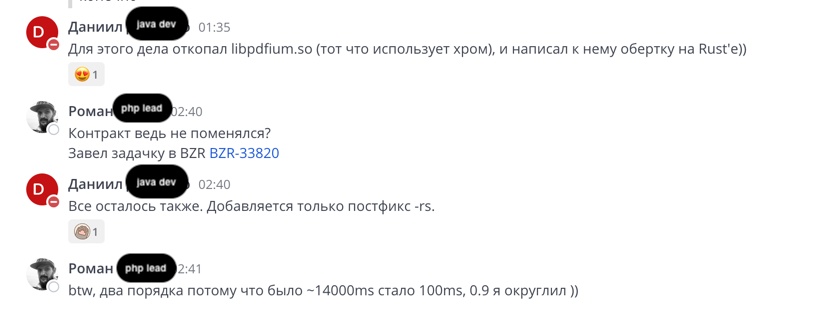 Даниил java dev 01:35
Для этого дела откопал libpdfium.so (тот что использует хром), и написал к нему обертку на Rust'е))
1
Роман php lead 02:40
Контракт ведь не поменялся?
Завел задачку в BZR BZR-33820
Даниил java dev 02:40
Все осталось также. Добавляется только постфикс -rs.
1
Роман php lead 2:41
btw, два порядка потому что было ~14000ms стало 100ms, 0.9 я округлил ))